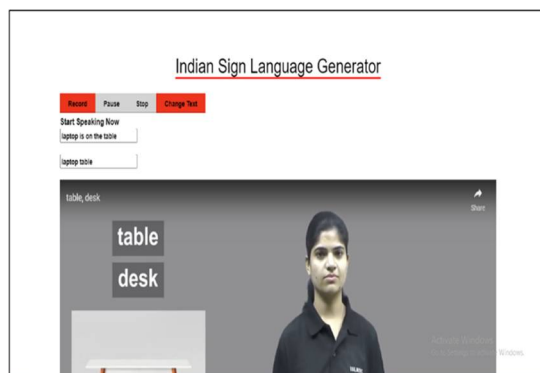 Indian Sign Language Generator
Record Pause Stop Change Text
Start Speaking Now
laptop is on the table
laptop table
table, desk
Share
table
desk
Activate Windows
Windows.